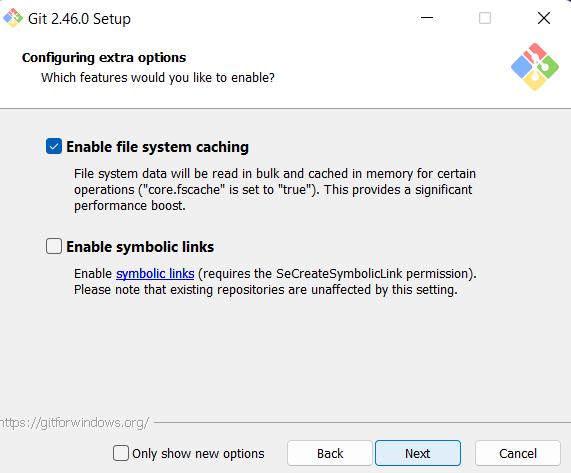 Git 2.46.0 Setup
Configuring extra options
Which features would you like to enable?
Enable file system caching
File system data will be read in bulk and cached in memory for certain
operations ("core.fscache" is set to "true"). This provides a significant
performance boost.
Enable symbolic links
Enable symbolic links (requires the SeCreateSymbolicLink permission).
Please note that existing repositories are unaffected by this setting.
https://gitforwindows.org/
Only show new options
Back
Next
Cancel